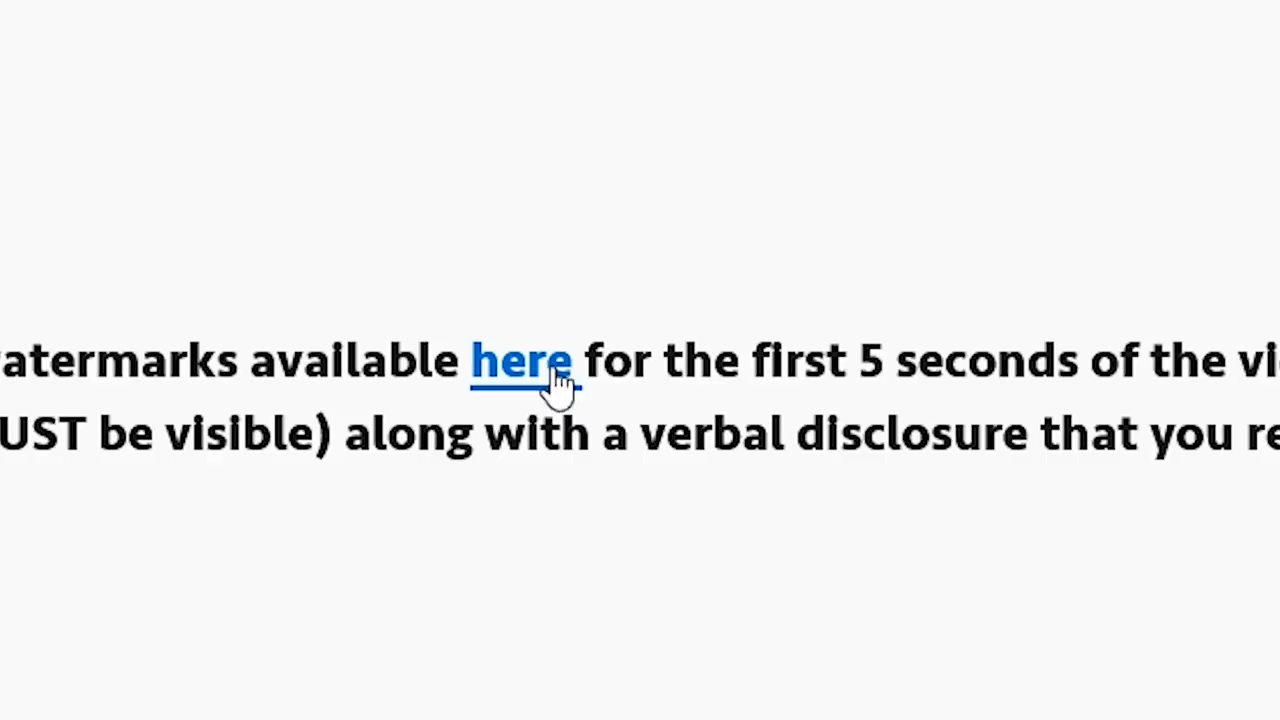 atermarks available here for the first 5 seconds of the vi
UST be visible) along with a verbal disclosure that you re